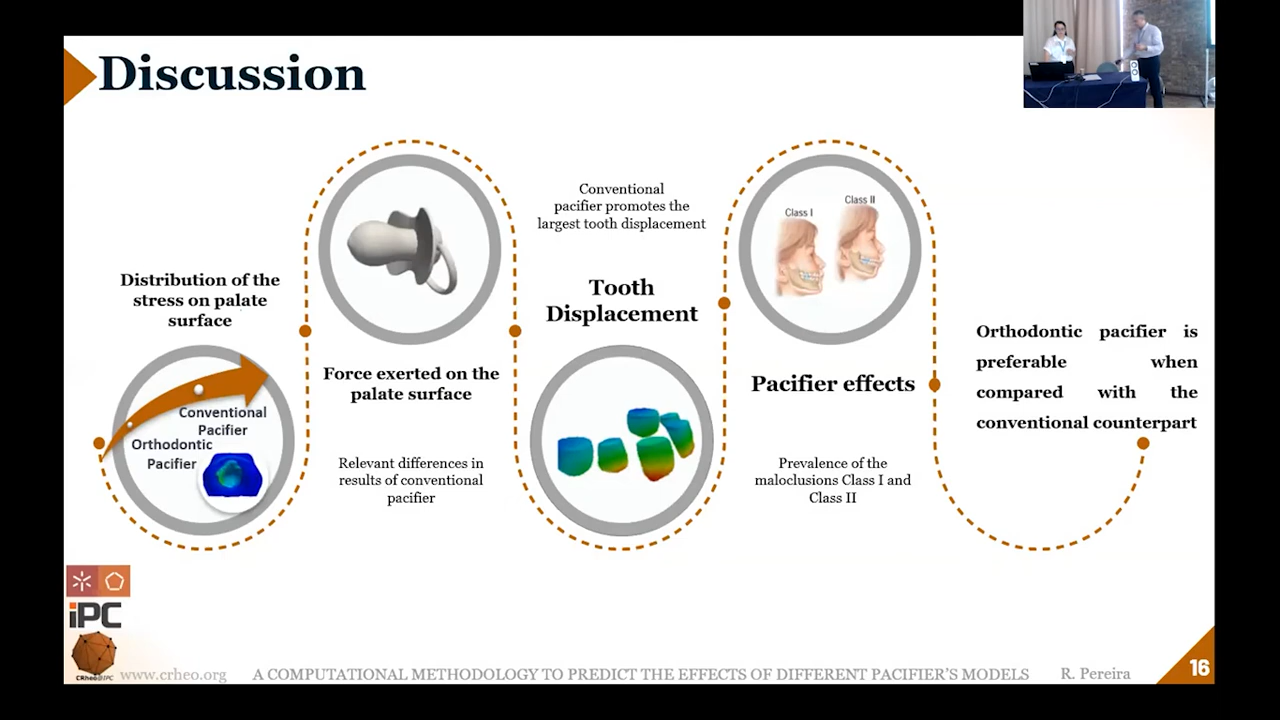 Discussion
Distribution of the
stress on palate
surface
Conventional
Pacifier
Orthodontic
Pacifier
Force exerted on the
palate surface
Relevant differences in
results of conventional
pacifier
Conventional
pacifier promotes the
largest tooth displacement
Tooth
Displacement
Class I
Class II
Pacifier effects
Prevalence of the
maloclusions Class I and
Class II
Orthodontic pacifier is
preferable when
compared with the
conventional counterpart
iPC
CRheo@IPC
www.crheo.org
A COMPUTATIONAL METHODOLOGY TO PREDICT THE EFFECTS OF DIFFERENT PACIFIER'S MODELS
R. Pereira
16